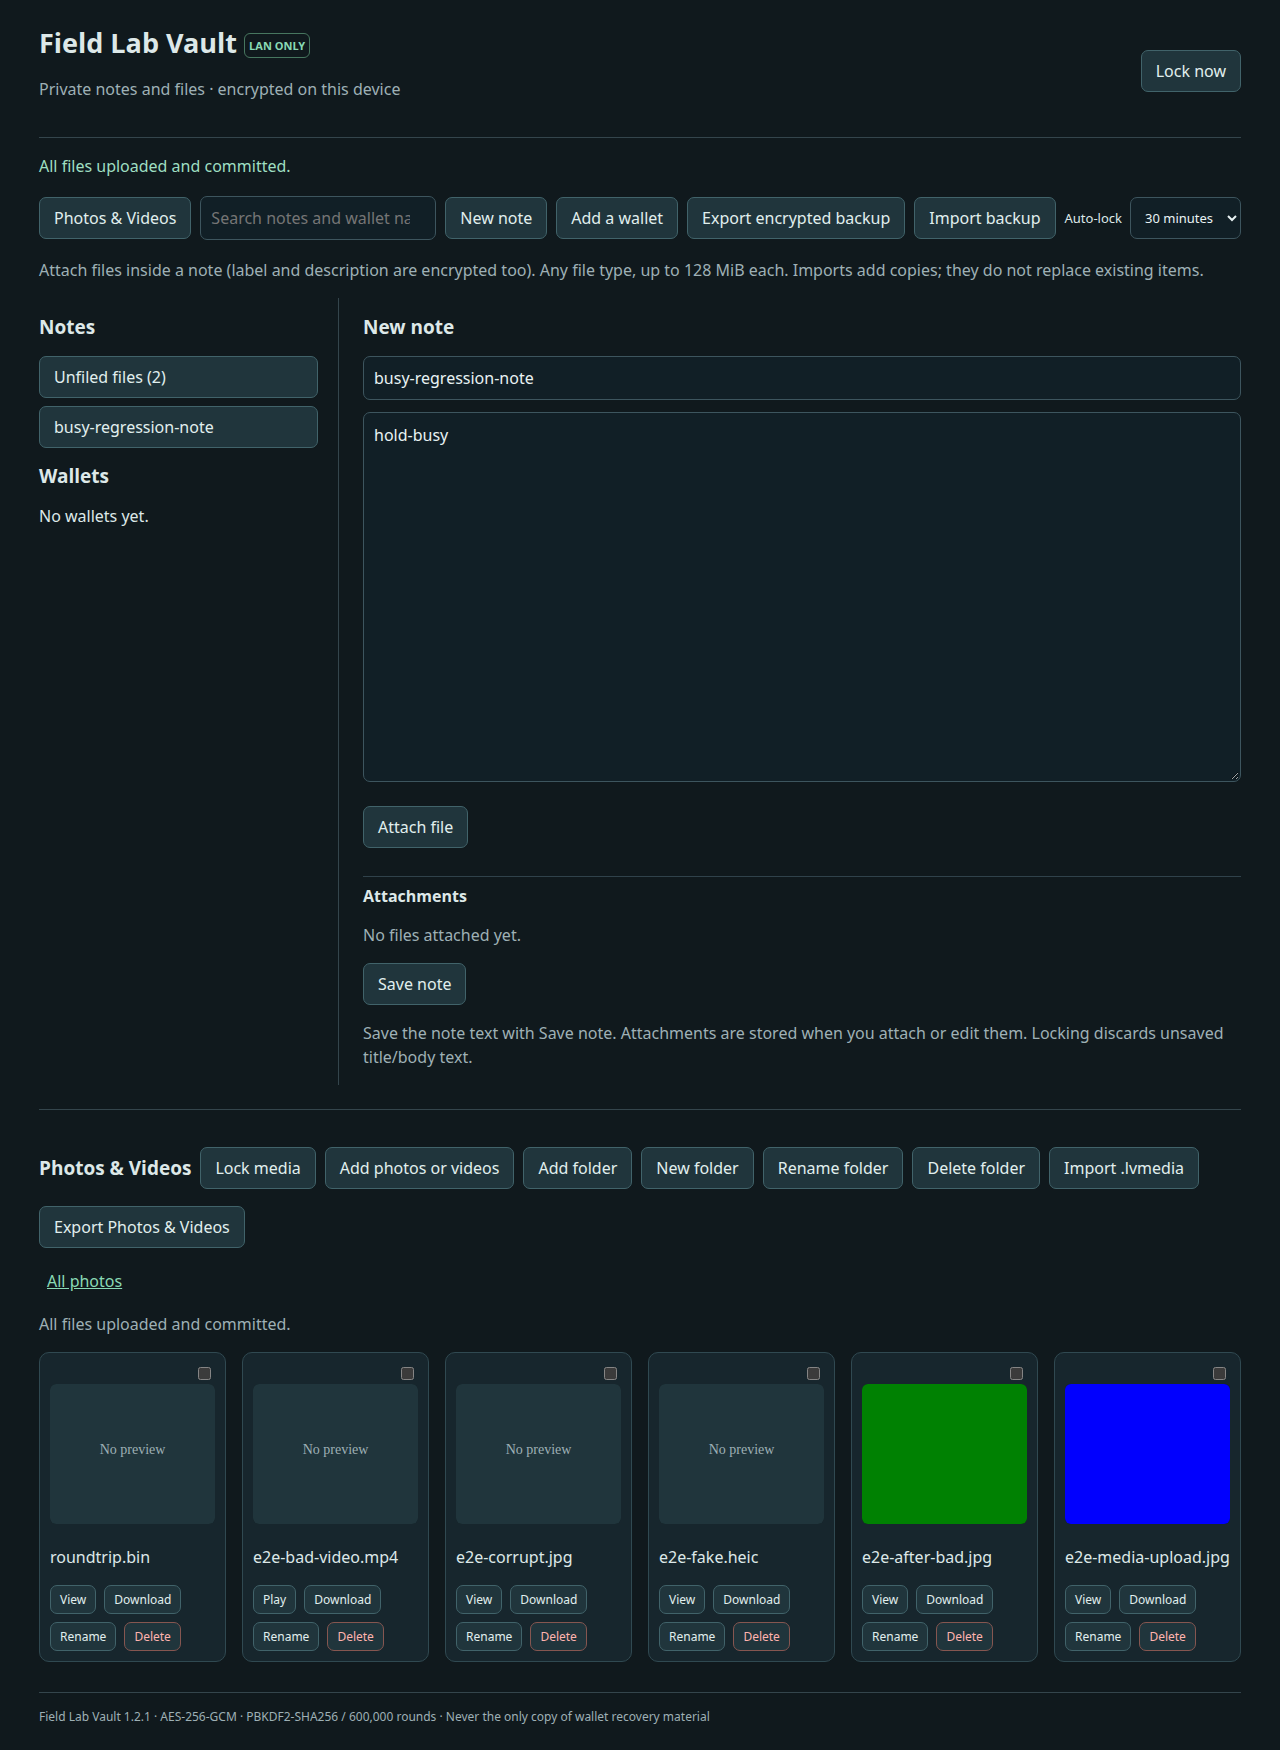 Field Lab Vault LAN ONLY
Private notes and files · encrypted on this device
Lock now
All files uploaded and committed.
Photos & Videos Search notes and wallet na New note Add a wallet Export encrypted backup Import backup Auto-lock 30 minutes
Attach files inside a note (label and description are encrypted too). Any file type, up to 128 MiB each. Imports add copies; they do not replace existing items.
Notes
Unfiled files (2)
busy-regression-note
Wallets
No wallets yet.
New note
busy-regression-note
hold-busy
Attach file
Attachments
No files attached yet.
Save note
Save the note text with Save note. Attachments are stored when you attach or edit them. Locking discards unsaved
title/body text.
Photos & Videos Lock media Add photos or videos Add folder New folder Rename folder Delete folder Import .lvmedia
Export Photos & Videos
All photos
All files uploaded and committed.
No preview No preview No preview No preview
roundtrip.bin e2e-bad-video.mp4 e2e-corrupt.jpg e2e-fake.heic e2e-after-bad.jpg e2e-media-upload.jpg
View Download Play Download View Download View Download View Download View Download
Rename Delete Rename Delete Rename Delete Rename Delete Rename Delete Rename Delete
Field Lab Vault 1.2.1 · AES-256-GCM · PBKDF2-SHA256 / 600,000 rounds · Never the only copy of wallet recovery material